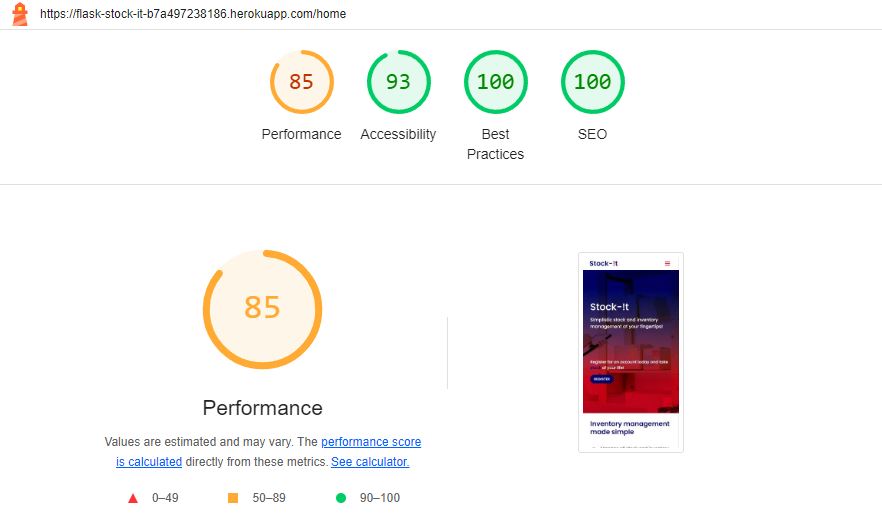 https://flask-stock-it-b7a497238186.herokuapp.com/home
85
93
100
100
Performance
Accessibility
Best
Practices
SEO
85
Performance
Values are estimated and may vary. The performance score
is calculated directly from these metrics. See calculator.
0–49
50–89
90–100
Stock-!t
Stock-!t
Simplistic stock and inventory
management at your fingertips!
Register for an account today and take
stock of your life!
REGISTER
Inventory management
made simple